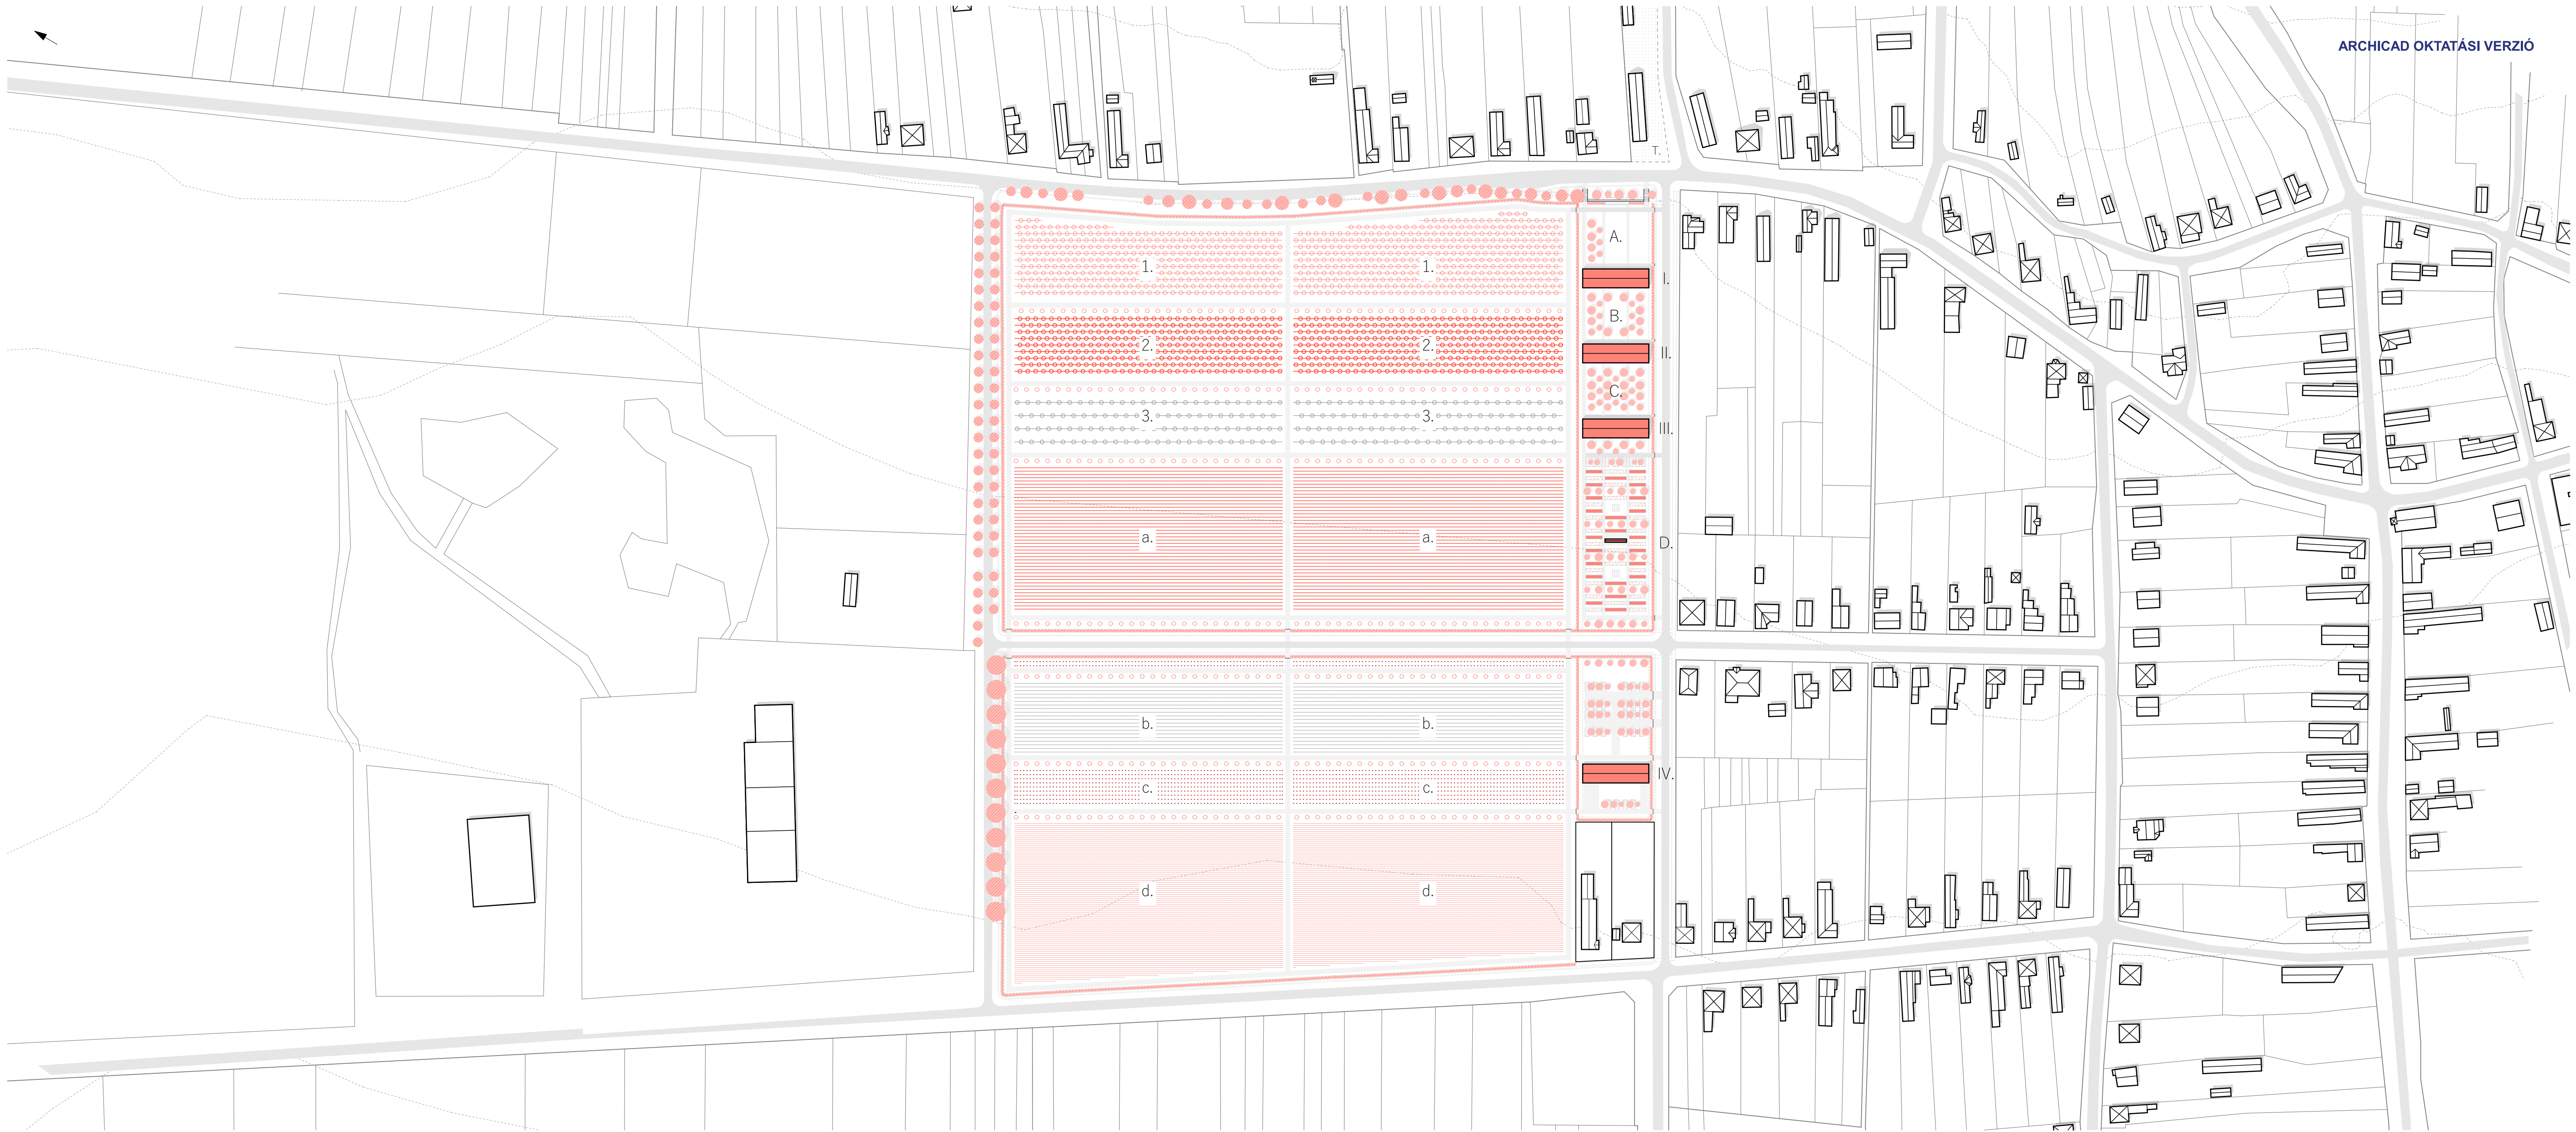 ARCHICAD OKTATÁSI VERZIÓ
T.
A.
1.
1.
I.
B.
2.
2.
II.
C.
3.
3.
III.
a.
a.
D.
b.
b.
IV.
c.
c.
d.
d.